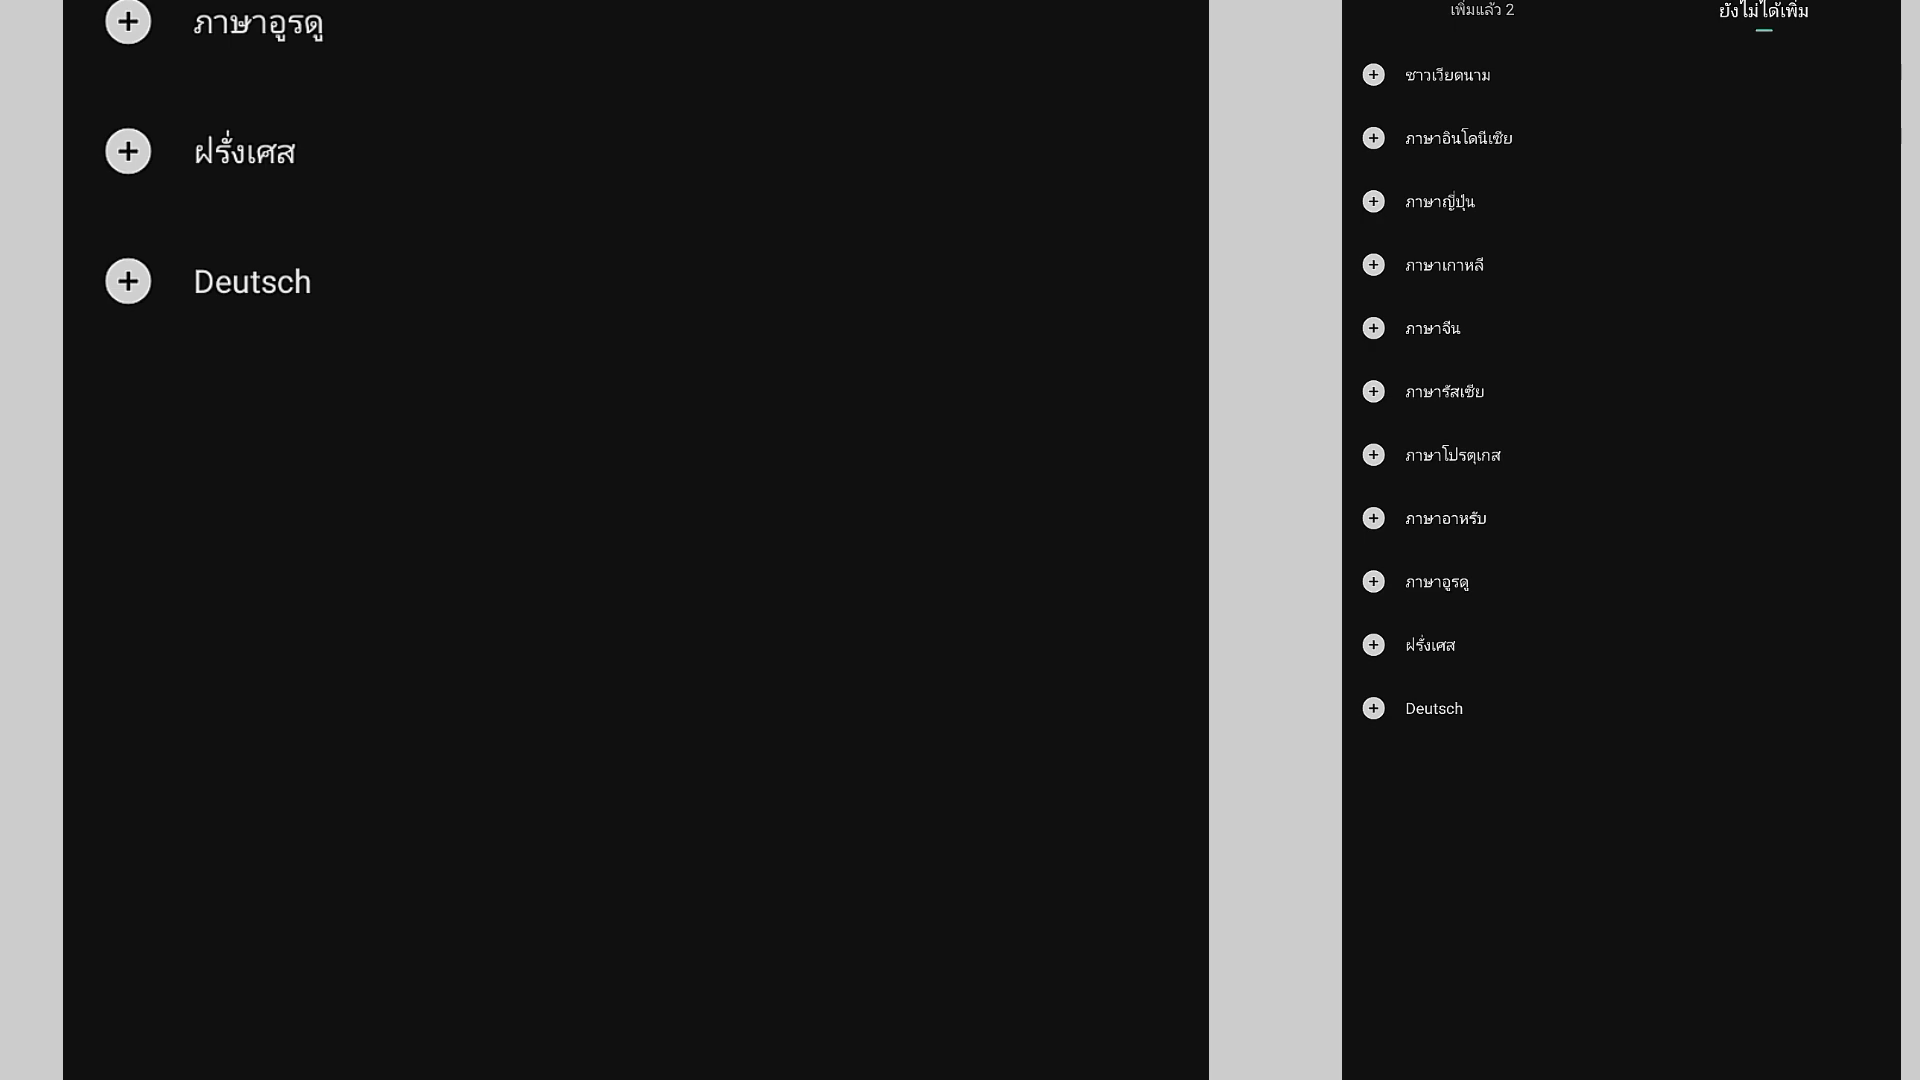 ภาษาอูรดู
ฝรั่งเศส
Deutsch
เพิ่มแล้ว 2
ยังไม่ได้เพิ่ม
ชาวเวียดนาม
ภาษาอินโดนีเซีย
ภาษาญี่ปุ่น
ภาษาเกาหลี
ภาษาจีน
ภาษารัสเซีย
ภาษาโปรตุเกส
ภาษาอาหรับ
ภาษาอูรดู
ฝรั่งเศส
Deutsch